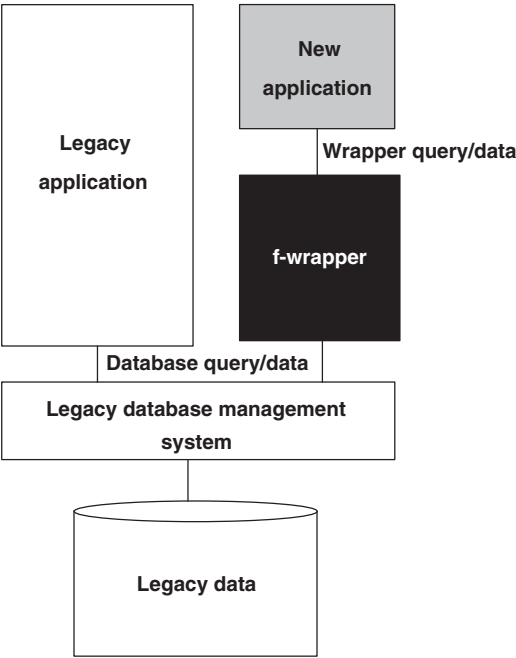 New
application
Wrapper query/data
Legacy
application
f-wrapper
Database query/data
Legacy database management
system
Legacy data